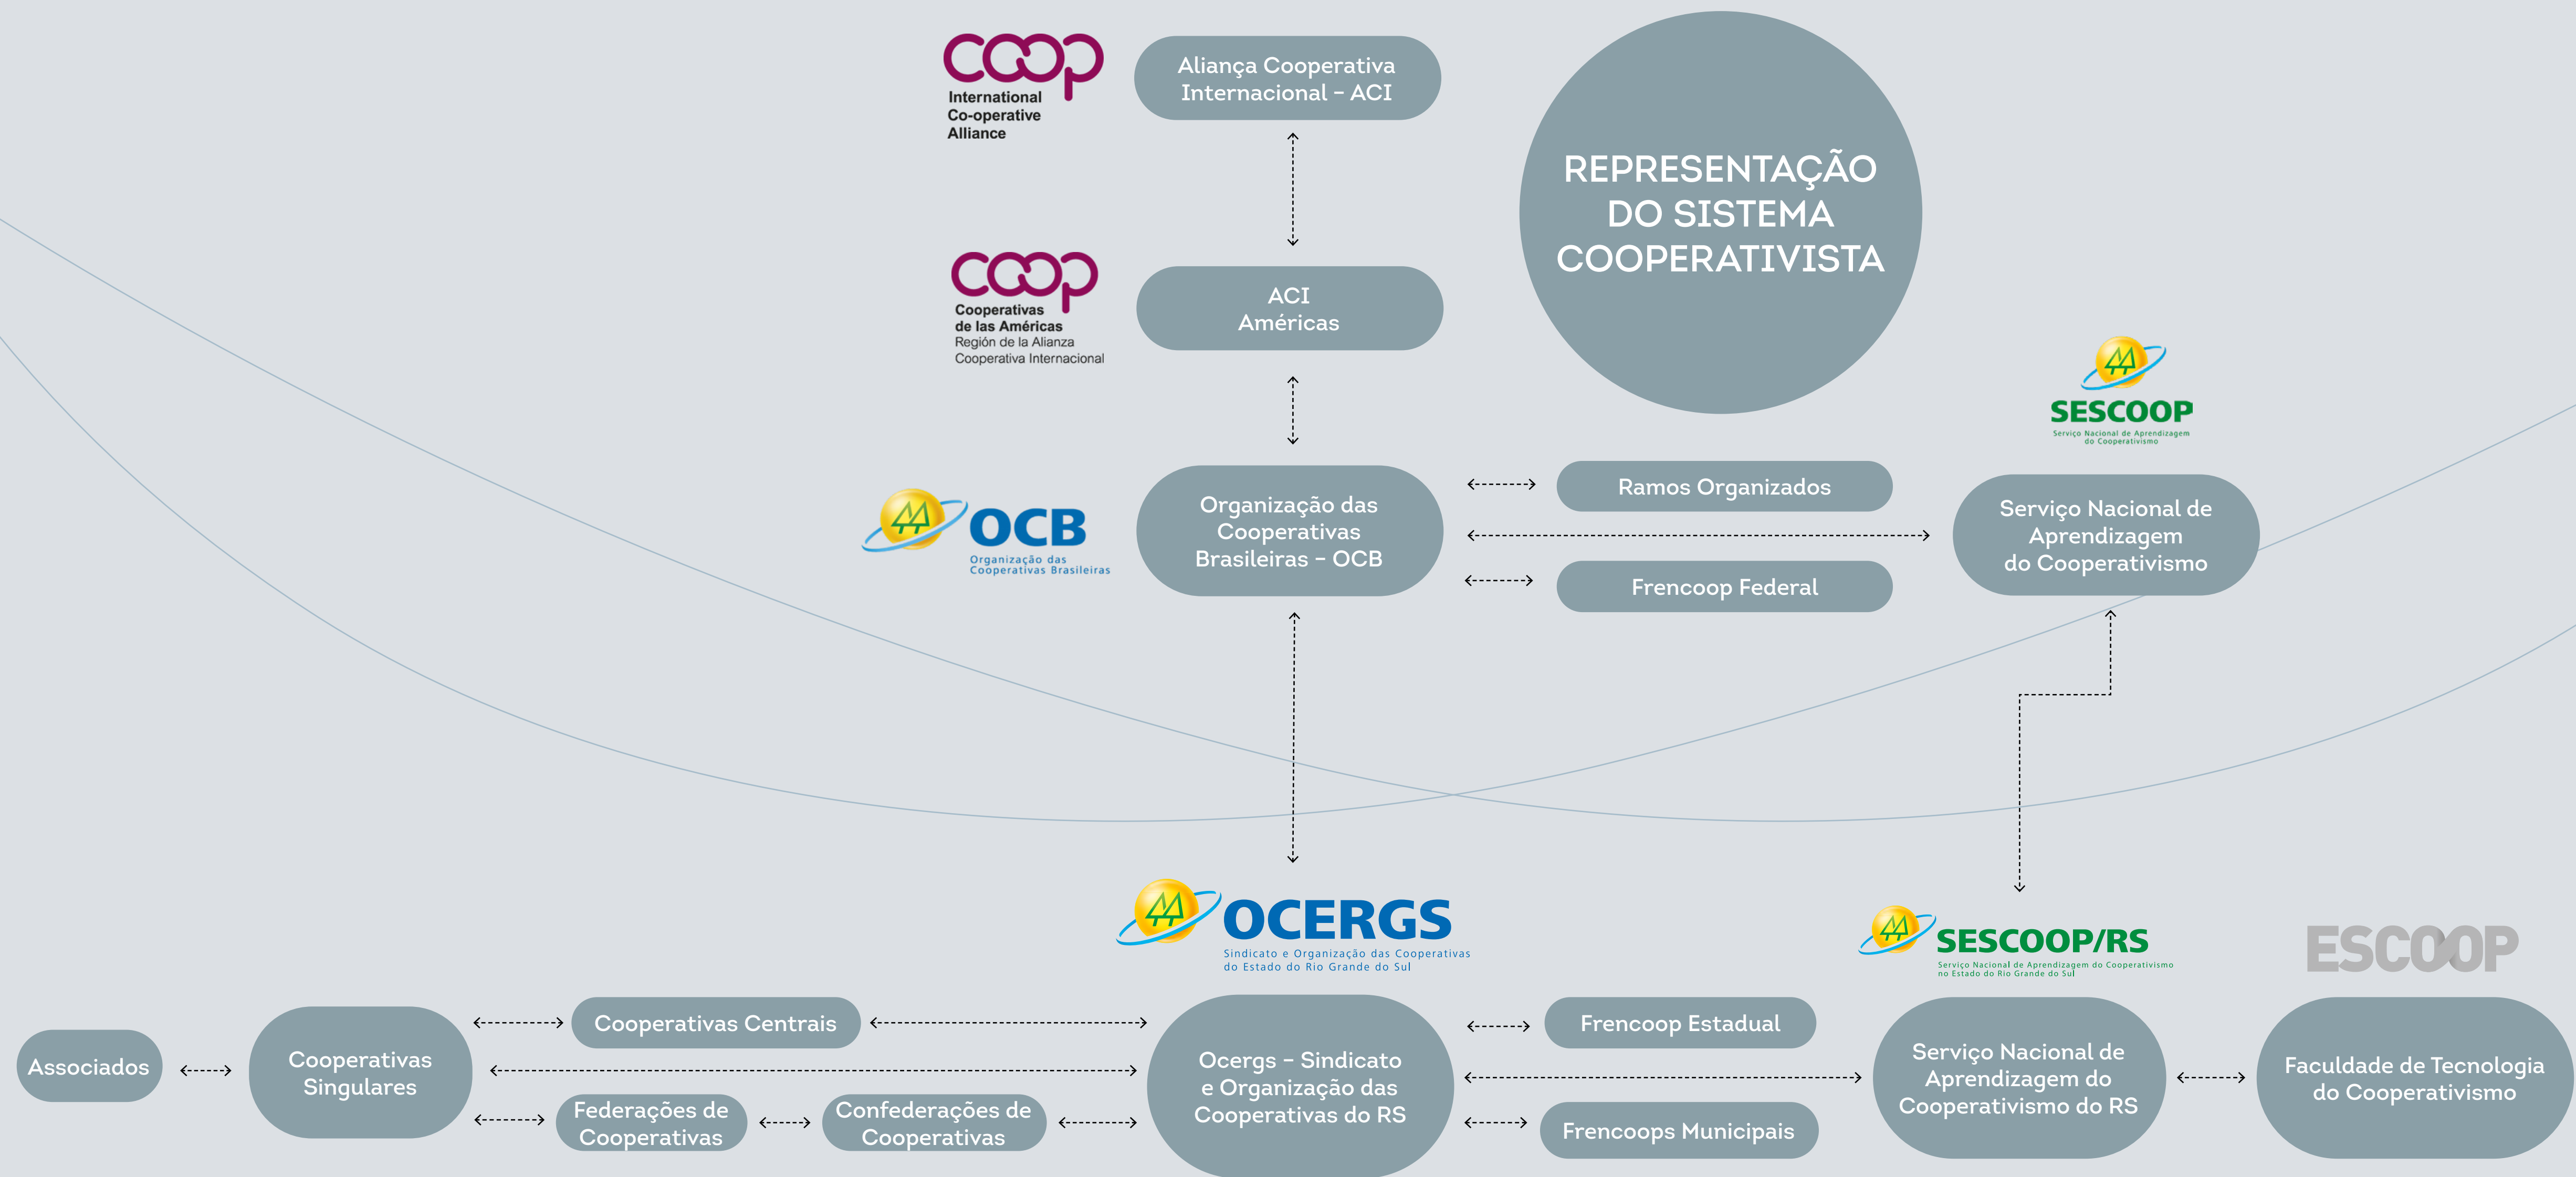 coop
International
Co-operative
Alliance
Aliança Cooperativa
Internacional – ACI
REPRESENTAÇÃO
DO SISTEMA
COOPERATIVISTA
coop
Cooperativas
de las Américas
Región de la Alianza
Cooperativa Internacional
ACI
Américas
SESCOOP
Serviço Nacional de Aprendizagem
do Cooperativismo
OCB
Organização das
Cooperativas Brasileiras
Organização das
Cooperativas
Brasileiras – OCB
Ramos Organizados
Frencoop Federal
Serviço Nacional de
Aprendizagem
do Cooperativismo
OCERGS
Sindicato e Organização das Cooperativas
do Estado do Rio Grande do Sul
SESCOOP/RS
Serviço Nacional de Aprendizagem do Cooperativismo
no Estado do Rio Grande do Sul
ESCOOP
Associados
Cooperativas
Singulares
Cooperativas Centrais
Federações de
Cooperativas
Confederações de
Cooperativas
Ocergs – Sindicato
e Organização das
Cooperativas do RS
Frencoop Estadual
Frencoops Municipais
Serviço Nacional de
Aprendizagem do
Cooperativismo do RS
Faculdade de Tecnologia
do Cooperativismo